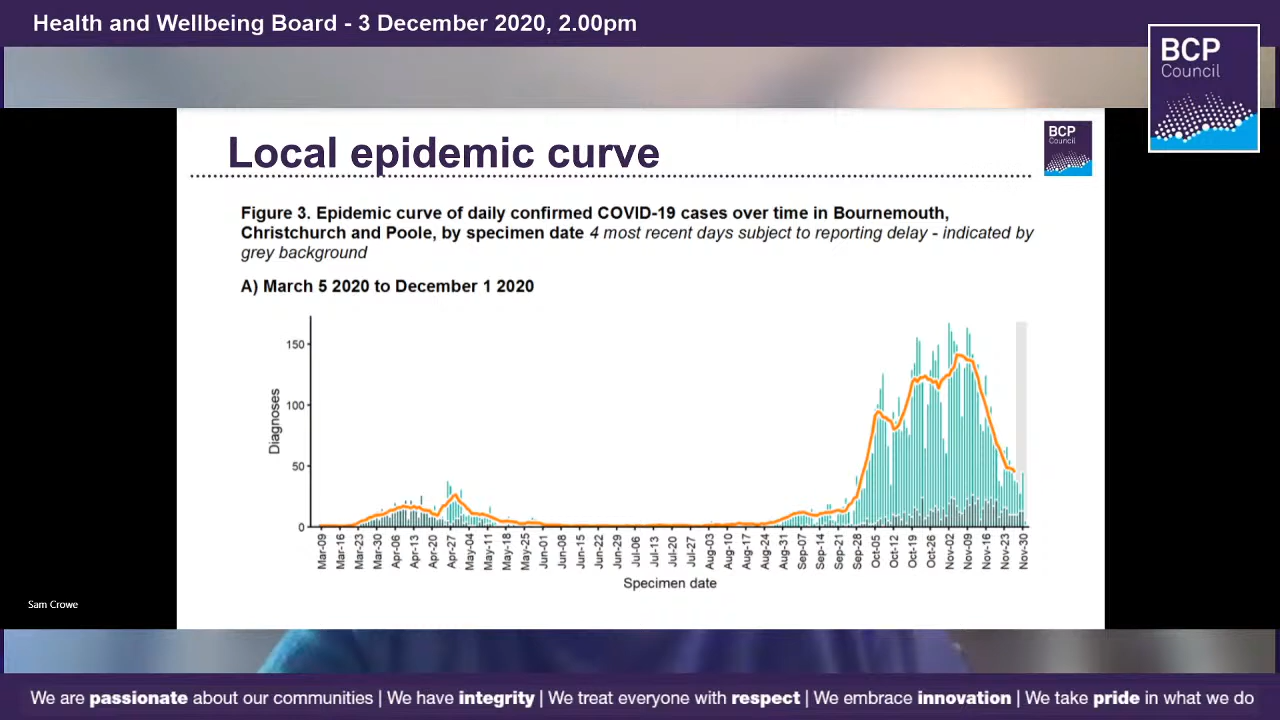 Health and Wellbeing Board - 3 December 2020, 2.00pm
BCP
Council
Local epidemic curve
BCP
Council
Figure 3. Epidemic curve of daily confirmed COVID-19 cases over time in Bournemouth,
Christchurch and Poole, by specimen date 4 most recent days subject to reporting delay - indicated by
grey background
A) March 5 2020 to December 1 2020
150
100
50
0
Diagnoses
Mar-09
Mar-16
Mar-23
Mar-30
Apr-06
Apr-13
Apr-20
Apr-27
May-04
May-11
May-18
May-25
Jun-01
Jun-08
Jun-15
Jun-22
Jun-29
Jul-06
Jul-13
Jul-20
Jul-27
Aug-03
Aug-10
Aug-17
Aug-24
Aug-31
Sep-07
Sep-14
Sep-21
Sep-28
Oct-05
Oct-12
Oct-19
Oct-26
Nov-02
Nov-09
Nov-16
Nov-23
Nov-30
Specimen date
Sam Crowe
We are passionate about our communities | We have integrity | We treat everyone with respect | We embrace innovation | We take pride in what we do